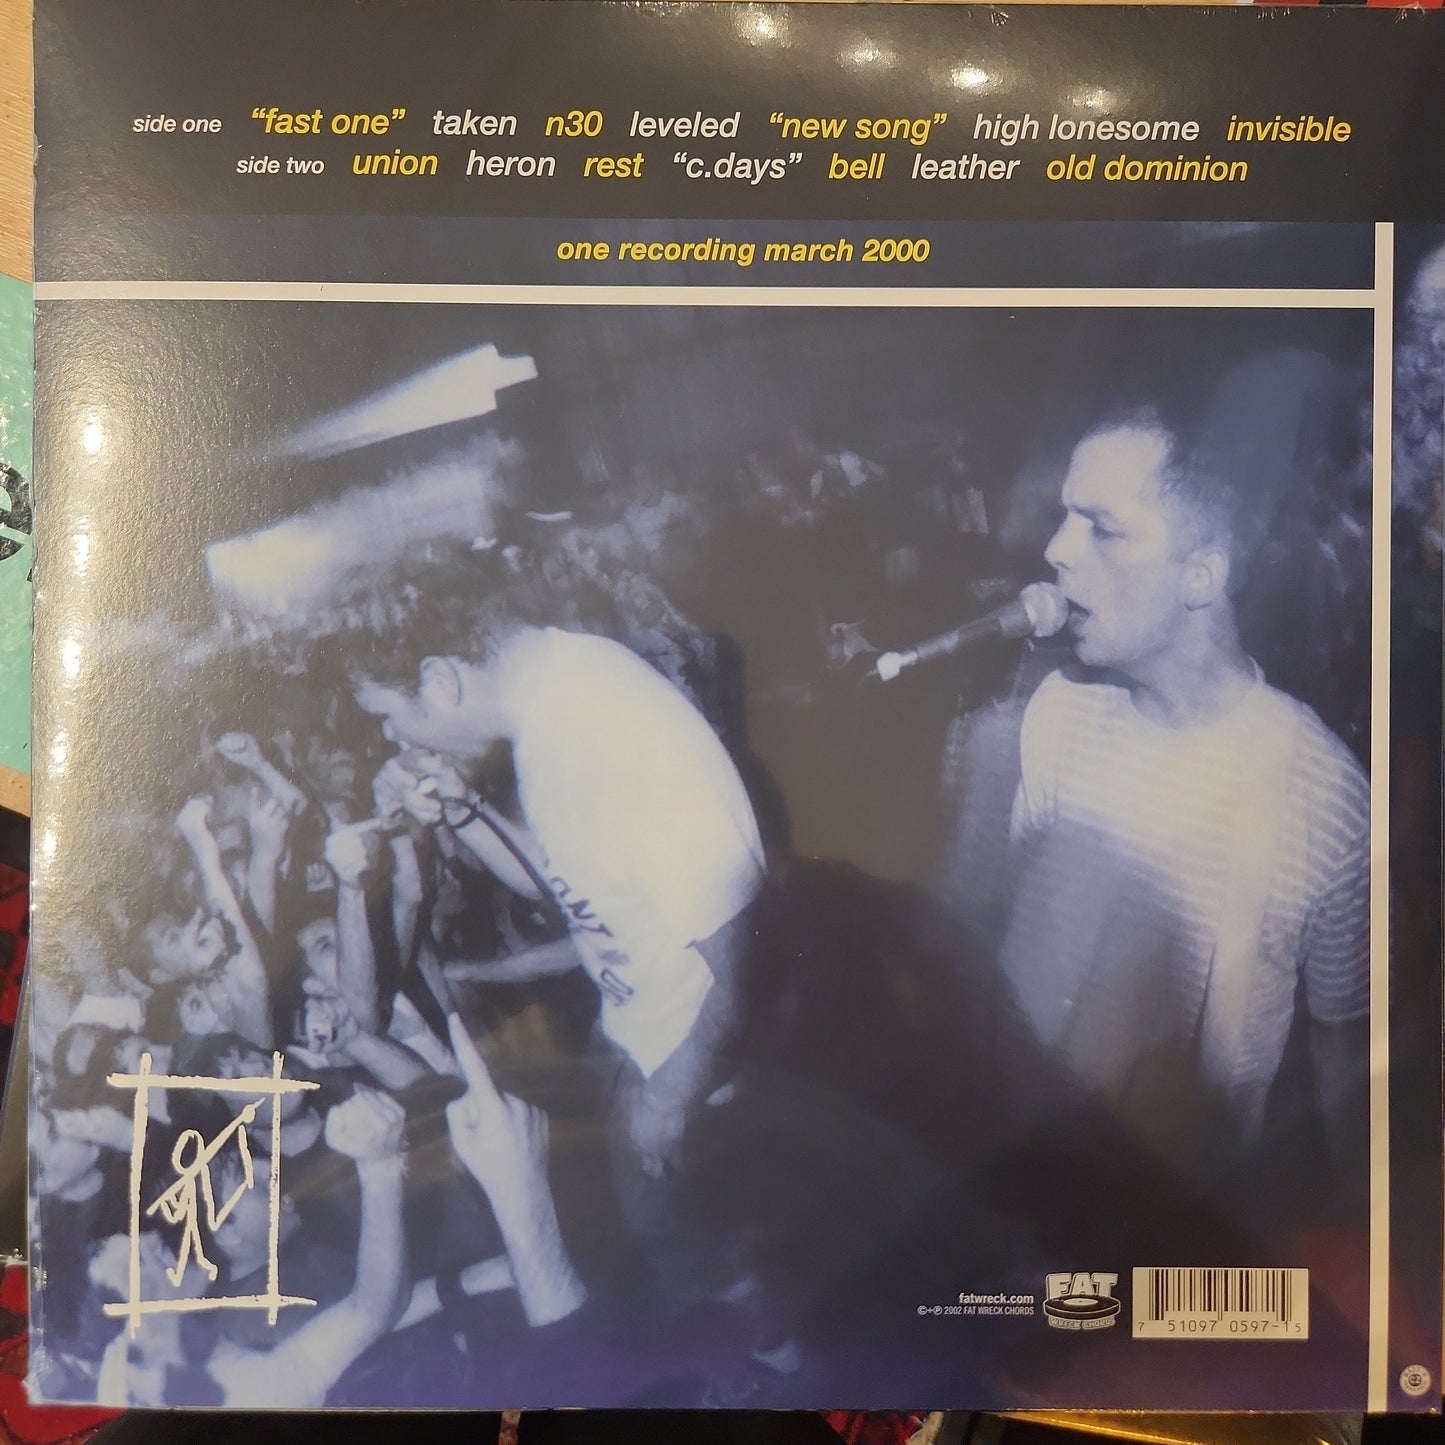 side one "fast one" taken n30 leveled "new song" high lonesome invisible
side two union heron rest "c.days" bell leather old dominion
one recording march 2000
fatwreck.com
©+℗ 2002 FAT WRECK CHORDS
FAT
WRECK CHORDS
7 51097 0597-1 5